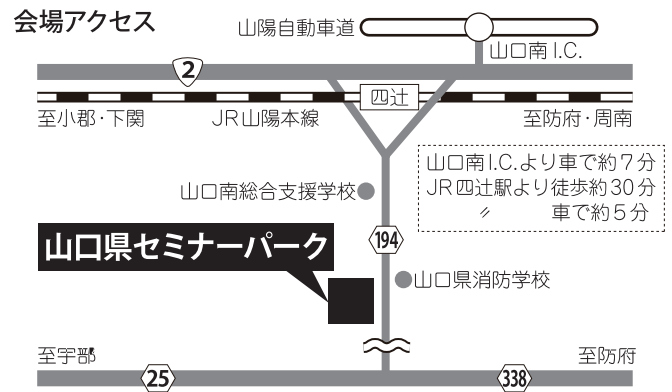 会場アクセス
山陽自動車道
山口南I.C.
2
四辻
至小郡・下関
JR山陽本線
至防府・周南
山口南I.C.より車で約7分
JR四辻駅より徒歩約30分
〃 車で約5分
山口南総合支援学校
194
山口県セミナーパーク
山口県消防学校
至宇部
至防府
25
338